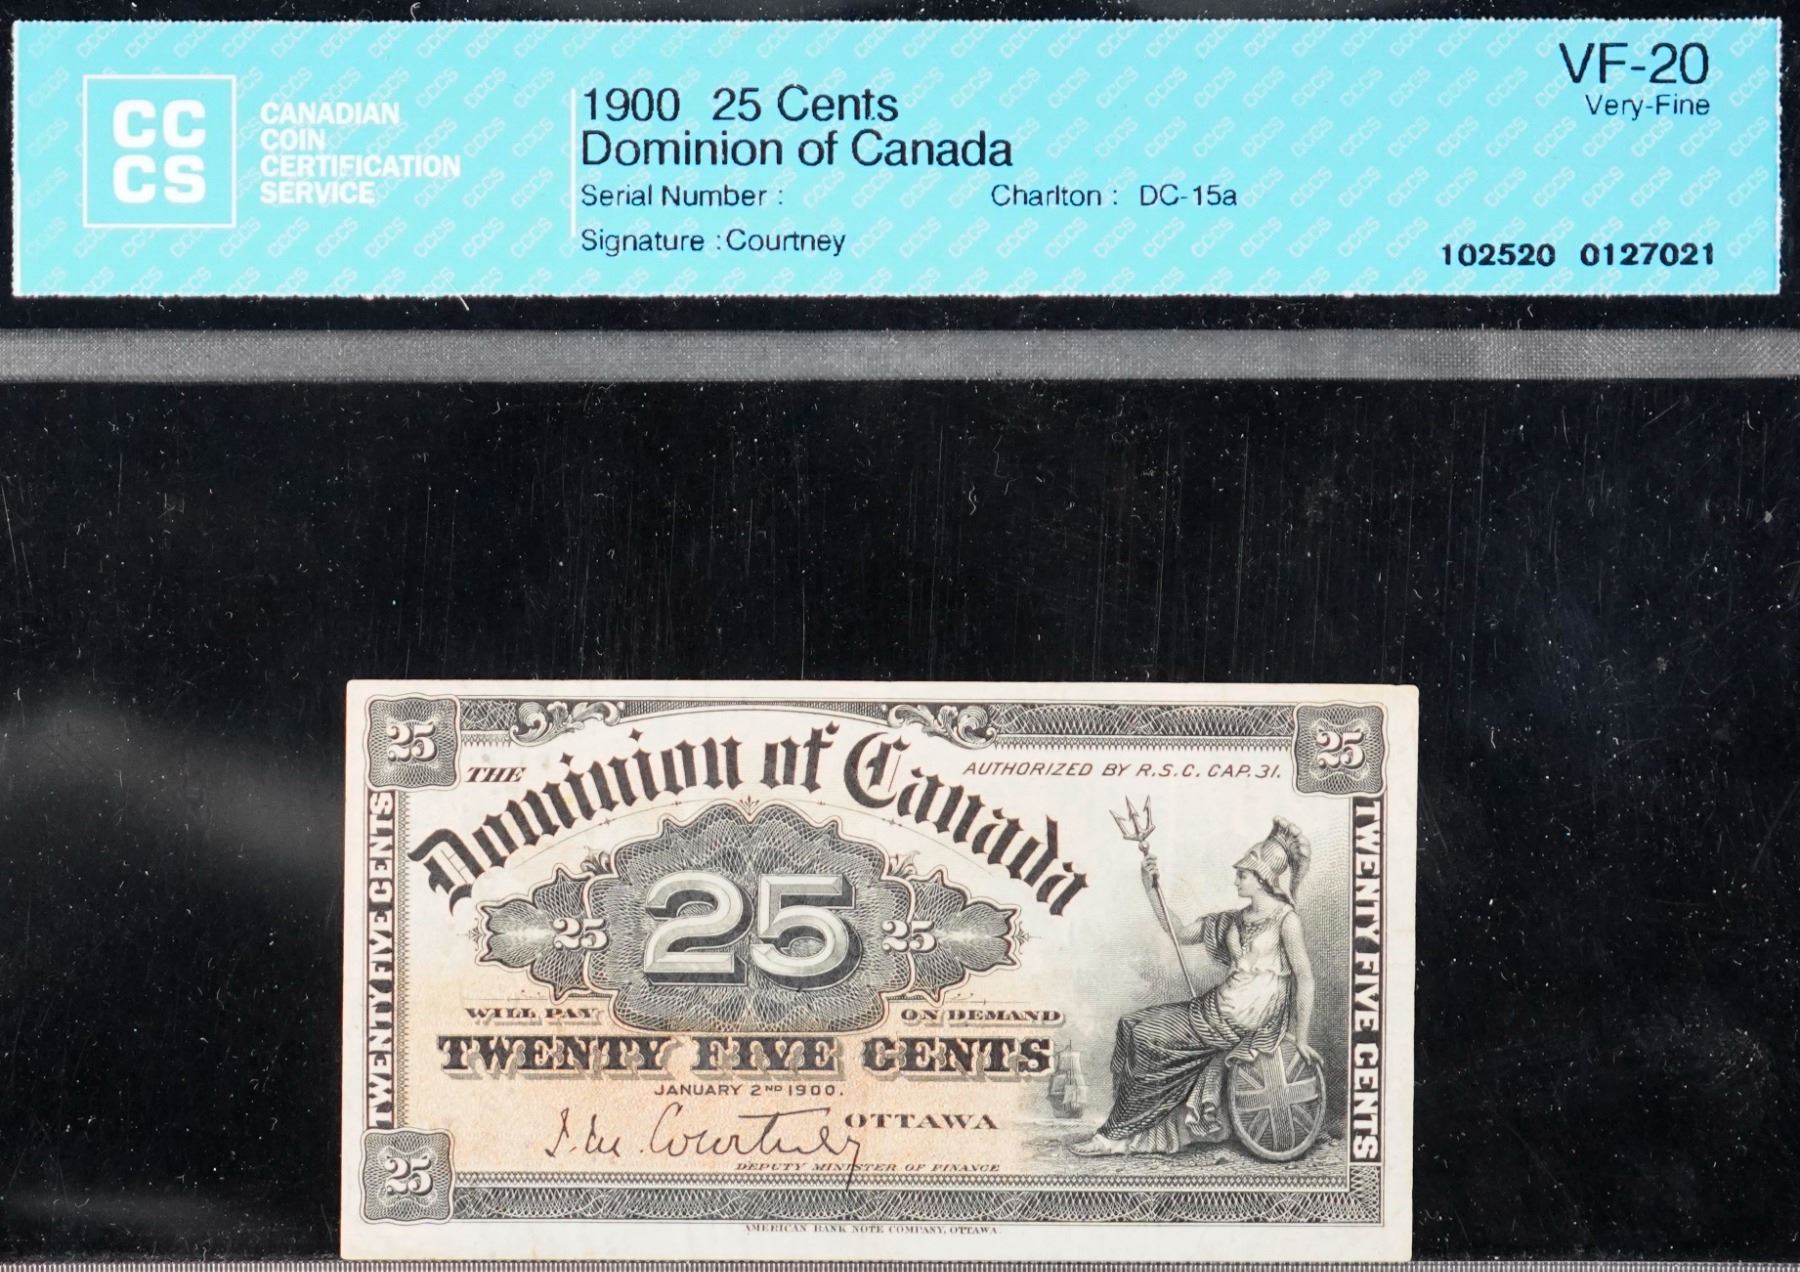 CC
CS
CANADIAN
COIN
CERTIFICATION
SERVICE
1900 25 Cents
Dominion of Canada
Serial Number :
Charlton : DC-15a
Signature :Courtney
VF-20
Very-Fine
102520 0127021
25
25
THE
Dominion of Canada
AUTHORIZED BY R.S.C. CAP. 31.
TWENTY FIVE CENTS
25
25
25
TWENTY FIVE CENTS
WILL PAY
ON DEMAND
TWENTY FIVE CENTS
JANUARY 2ND 1900.
J. M. Courtney
OTTAWA
DEPUTY MINISTER OF FINANCE
25
AMERICAN BANK NOTE COMPANY, OTTAWA.